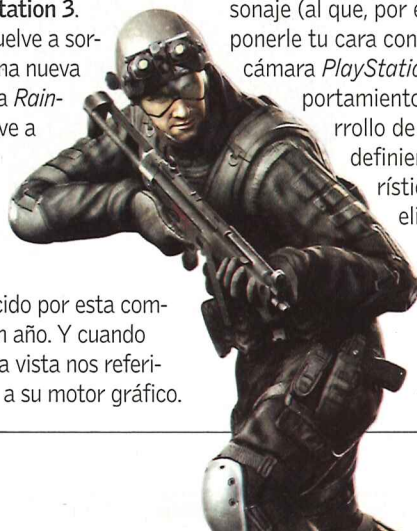 tation 3.
uelve a sor-
na nueva
a Rain-
ve a
cido por esta com-
n año. Y cuando
a vista nos referi-
a su motor gráfico.
sonaje (al que, por e
ponerle tu cara con
cámara PlayStatio
portamiento
rrollo de
definien
rístic
eli